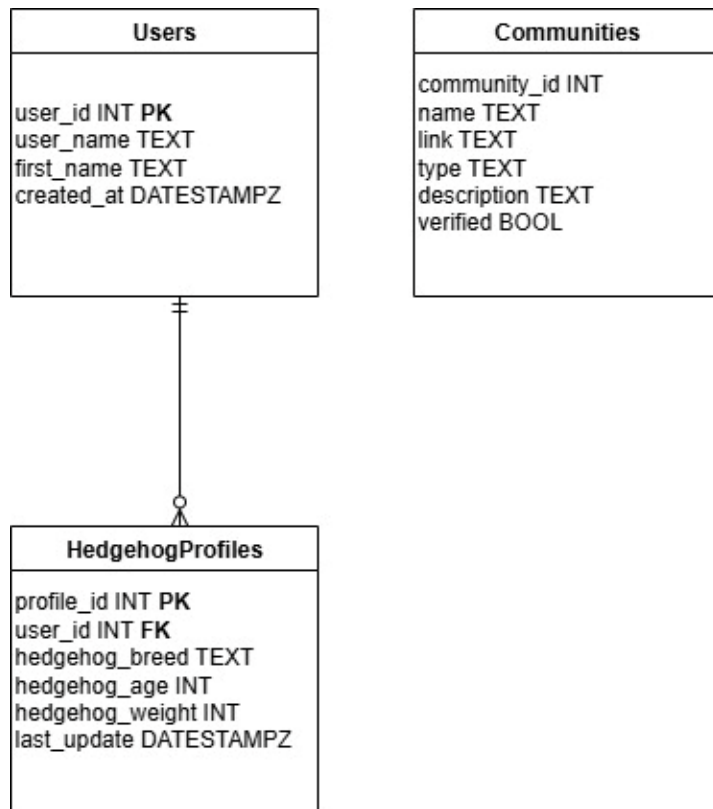 Users
user_id INT PK
user_name TEXT
first_name TEXT
created_at DATESTAMPZ
Communities
community_id INT
name TEXT
link TEXT
type TEXT
description TEXT
verified BOOL
HedgehogProfiles
profile_id INT PK
user_id INT FK
hedgehog_breed TEXT
hedgehog_age INT
hedgehog_weight INT
last_update DATESTAMPZ